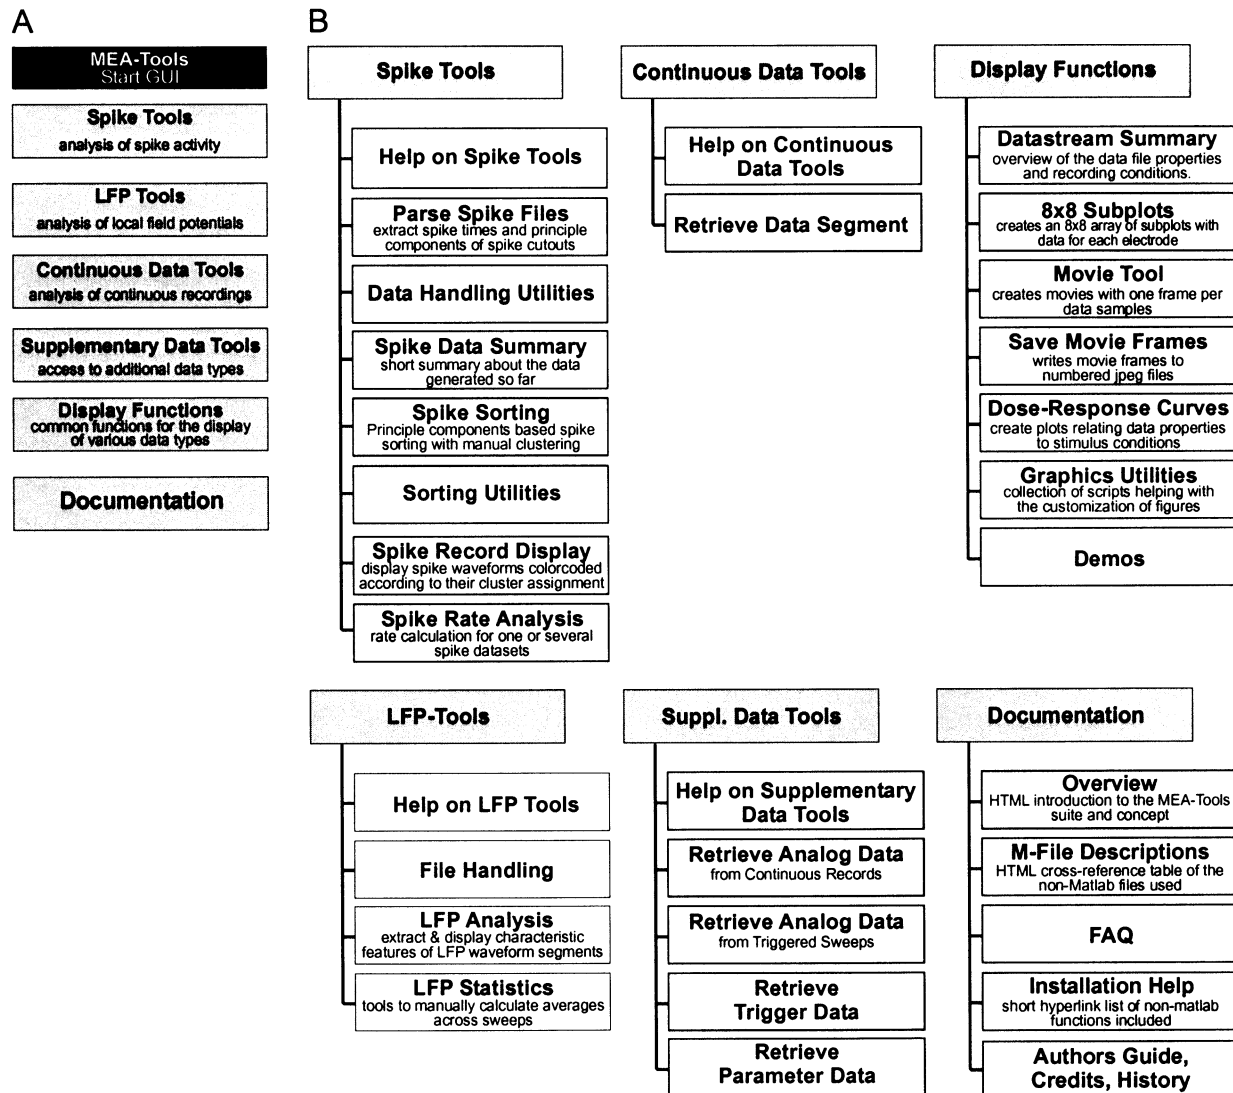 A
MEA-Tools
Start GUI
Spike Tools
analysis of spike activity
LFP Tools
analysis of local field potentials
Continuous Data Tools
analysis of continuous recordings
Supplementary Data Tools
access to additional data types
Display Functions
common functions for the display
of various data types
Documentation
B
Spike Tools
Help on Spike Tools
Parse Spike Files
extract spike times and principle
components of spike cutouts
Data Handling Utilities
Spike Data Summary
short summary about the data
generated so far
Spike Sorting
Principle components based spike
sorting with manual clustering
Sorting Utilities
Spike Record Display
display spike waveforms colorcoded
according to their cluster assignment
Spike Rate Analysis
rate calculation for one or several
spike datasets
Continuous Data Tools
Help on Continuous
Data Tools
Retrieve Data Segment
Display Functions
Datastream Summary
overview of the data file properties
and recording conditions.
8x8 Subplots
creates an 8x8 array of subplots with
data for each electrode
Movie Tool
creates movies with one frame per
data samples
Save Movie Frames
writes movie frames to
numbered jpeg files
Dose-Response Curves
create plots relating data properties
to stimulus conditions
Graphics Utilities
collection of scripts helping with
the customization of figures
Demos
LFP-Tools
Help on LFP Tools
File Handling
LFP Analysis
extract & display characteristic
features of LFP waveform segments
LFP Statistics
tools to manually calculate averages
across sweeps
Suppl. Data Tools
Help on Supplementary
Data Tools
Retrieve Analog Data
from Continuous Records
Retrieve Analog Data
from Triggered Sweeps
Retrieve
Trigger Data
Retrieve
Parameter Data
Documentation
Overview
HTML introduction to the MEA-Tools
suite and concept
M-File Descriptions
HTML cross-reference table of the
non-Matlab files used
FAQ
Installation Help
short hyperlink list of non-matlab
functions included
Authors Guide,
Credits, History